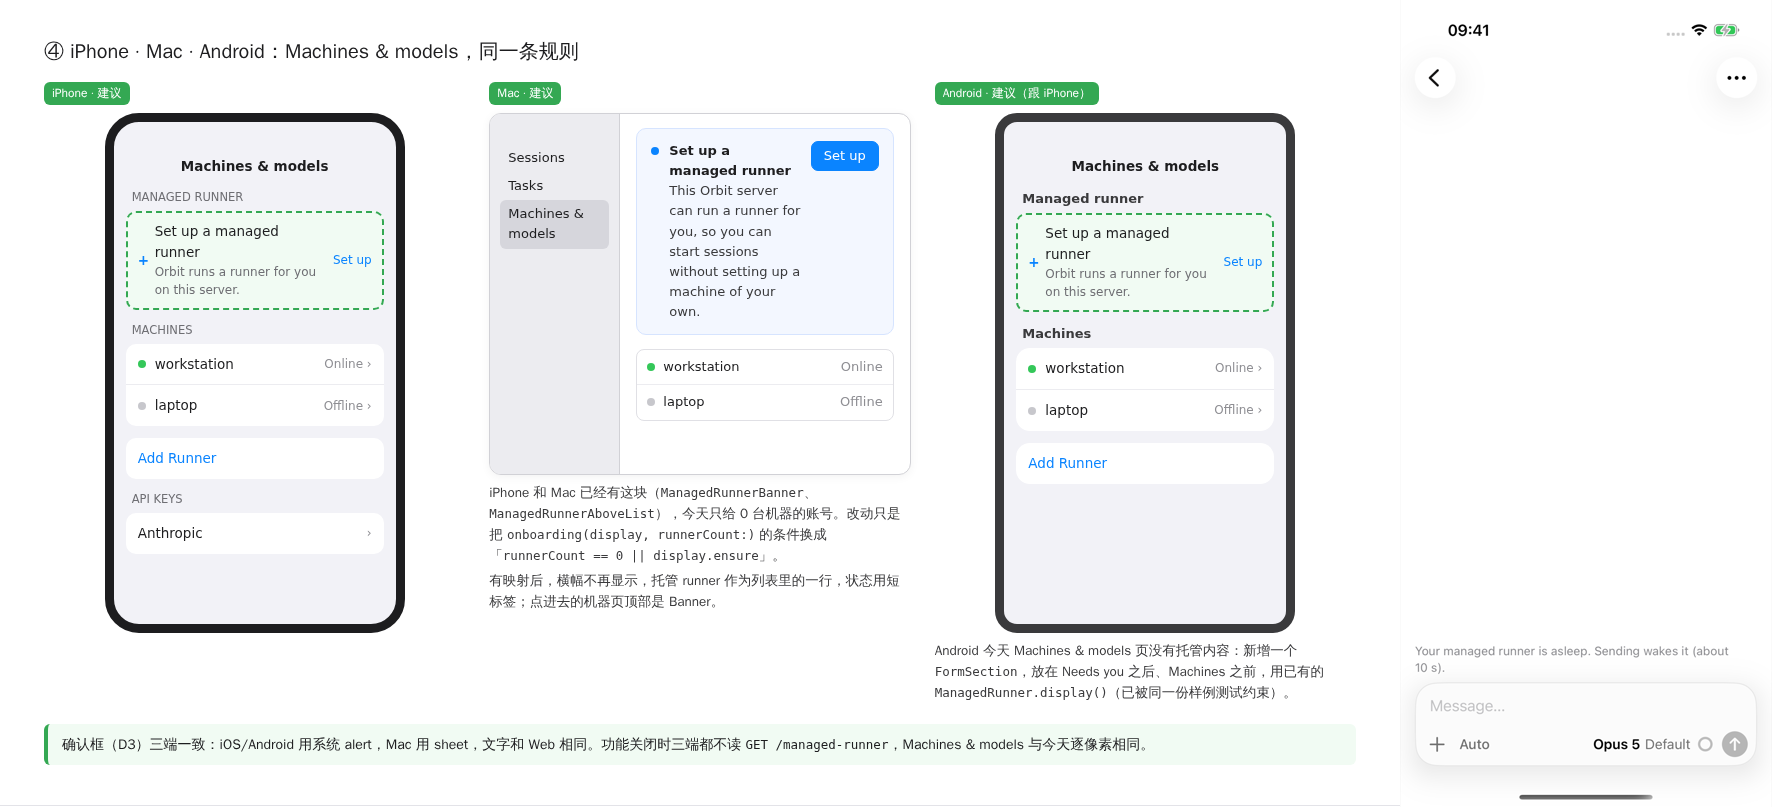 ④ iPhone · Mac · Android：Machines & models，同一条规则
iPhone · 建议
Machines & models
MANAGED RUNNER
+
Set up a managed
runner
Orbit runs a runner for you
on this server.
Set up
MACHINES
workstation
Online ›
laptop
Offline ›
Add Runner
API KEYS
Anthropic
›
Mac · 建议
Sessions
Tasks
Machines &
models
Set up a
managed runner
This Orbit server
can run a runner for
you, so you can
start sessions
without setting up a
machine of your
own.
Set up
workstation
Online
laptop
Offline
iPhone 和 Mac 已经有这块（ManagedRunnerBanner、
ManagedRunnerAboveList），今天只给 0 台机器的账号。改动只是
把 onboarding(display, runnerCount:) 的条件换成
「runnerCount == 0 || display.ensure」。
有映射后，横幅不再显示，托管 runner 作为列表里的一行，状态用短
标签；点进去的机器页顶部是 Banner。
Android · 建议（跟 iPhone）
Machines & models
Managed runner
+
Set up a managed
runner
Orbit runs a runner for you
on this server.
Set up
Machines
workstation
Online ›
laptop
Offline ›
Add Runner
Android 今天 Machines & models 页没有托管内容：新增一个
FormSection，放在 Needs you 之后、Machines 之前，用已有的
ManagedRunner.display()（已被同一份样例测试约束）。
确认框（D3）三端一致：iOS/Android 用系统 alert，Mac 用 sheet，文字和 Web 相同。功能关闭时三端都不读 GET /managed-runner，Machines & models 与今天逐像素相同。
09:41
Your managed runner is asleep. Sending wakes it (about
10 s).
Message...
Auto
Opus 5 Default